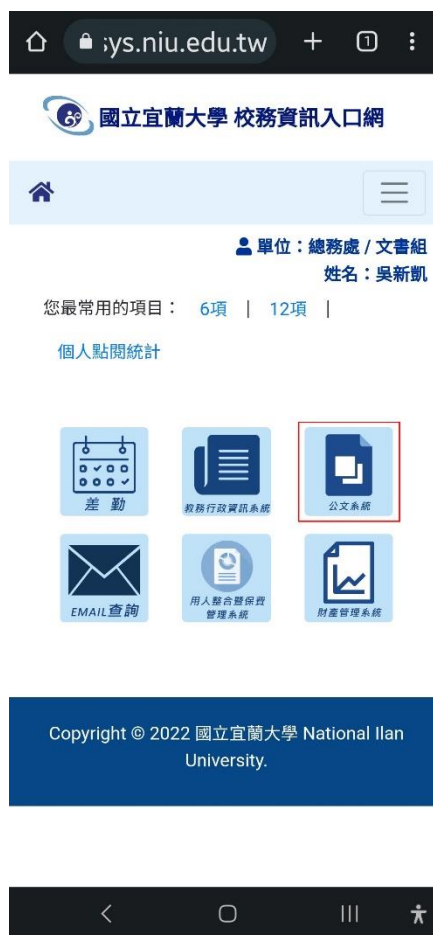 sys.niu.edu.tw
1
國立宜蘭大學 校務資訊入口網
單位：總務處 / 文書組
姓名：吳新凱
您最常用的項目： 6項 | 12項 |
個人點閱統計
差 勤
教務行政資訊系統
公文系統
EMAIL查詢
用人整合暨保費
管理系統
財產管理系統
Copyright © 2022 國立宜蘭大學 National Ilan
University.